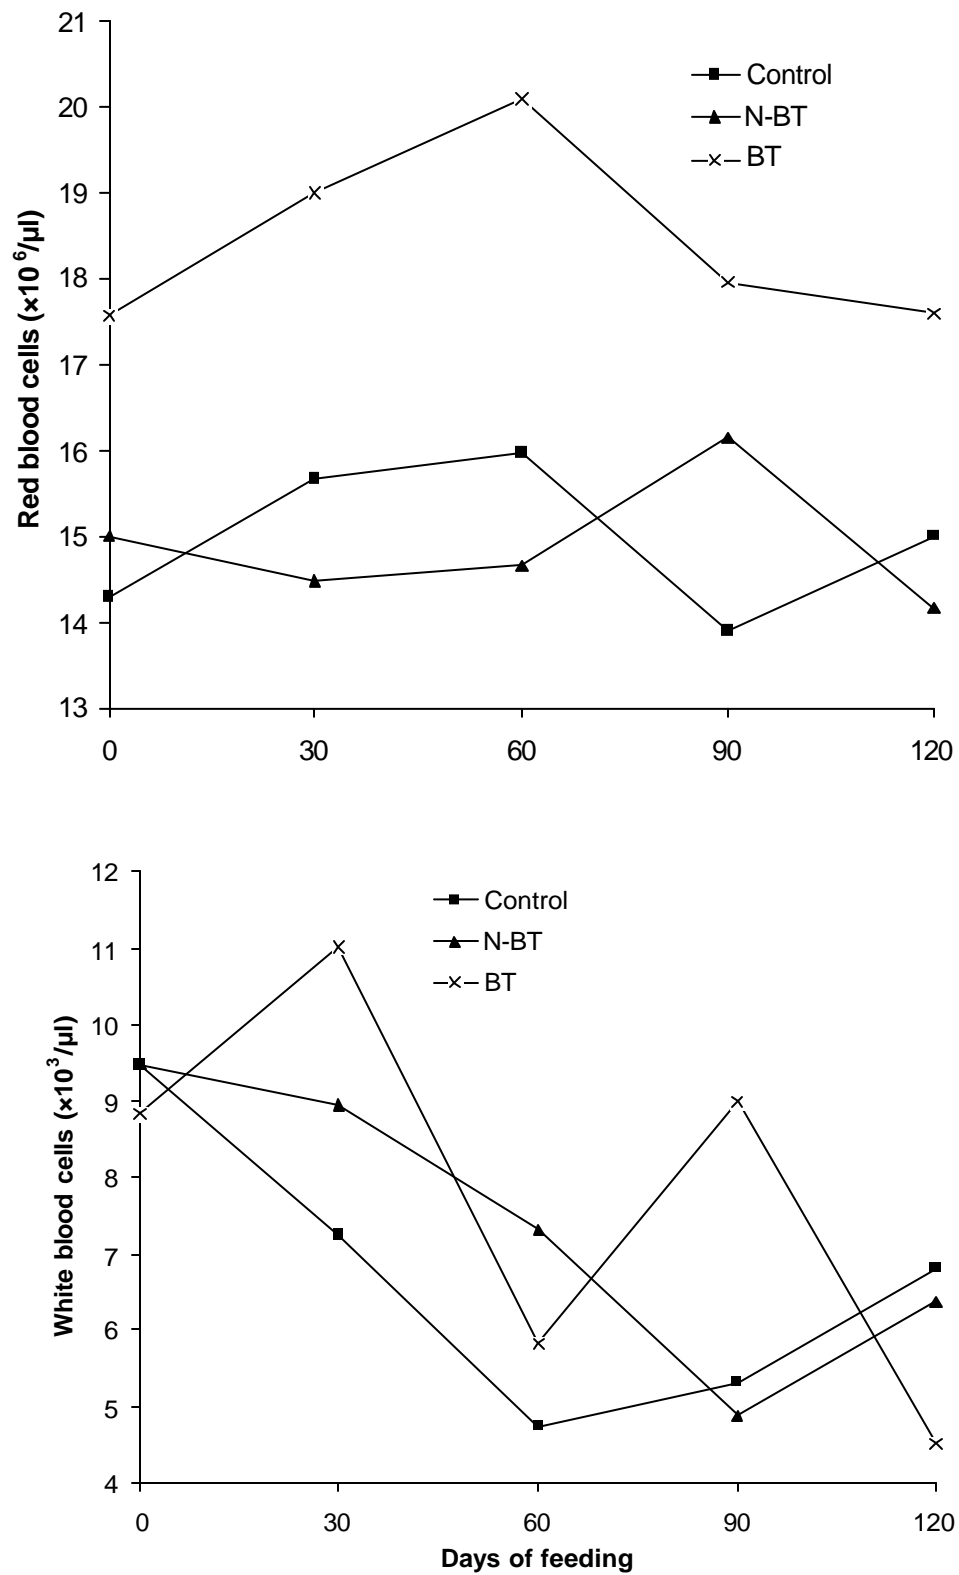 21
20
19
18
17
16
15
14
13
Red blood cells (×10⁶/µl)
Control
N-BT
BT
0 30 60 90 120
12
11
10
9
8
7
6
5
4
White blood cells (×10³/µl)
Control
N-BT
BT
0 30 60 90 120
Days of feeding